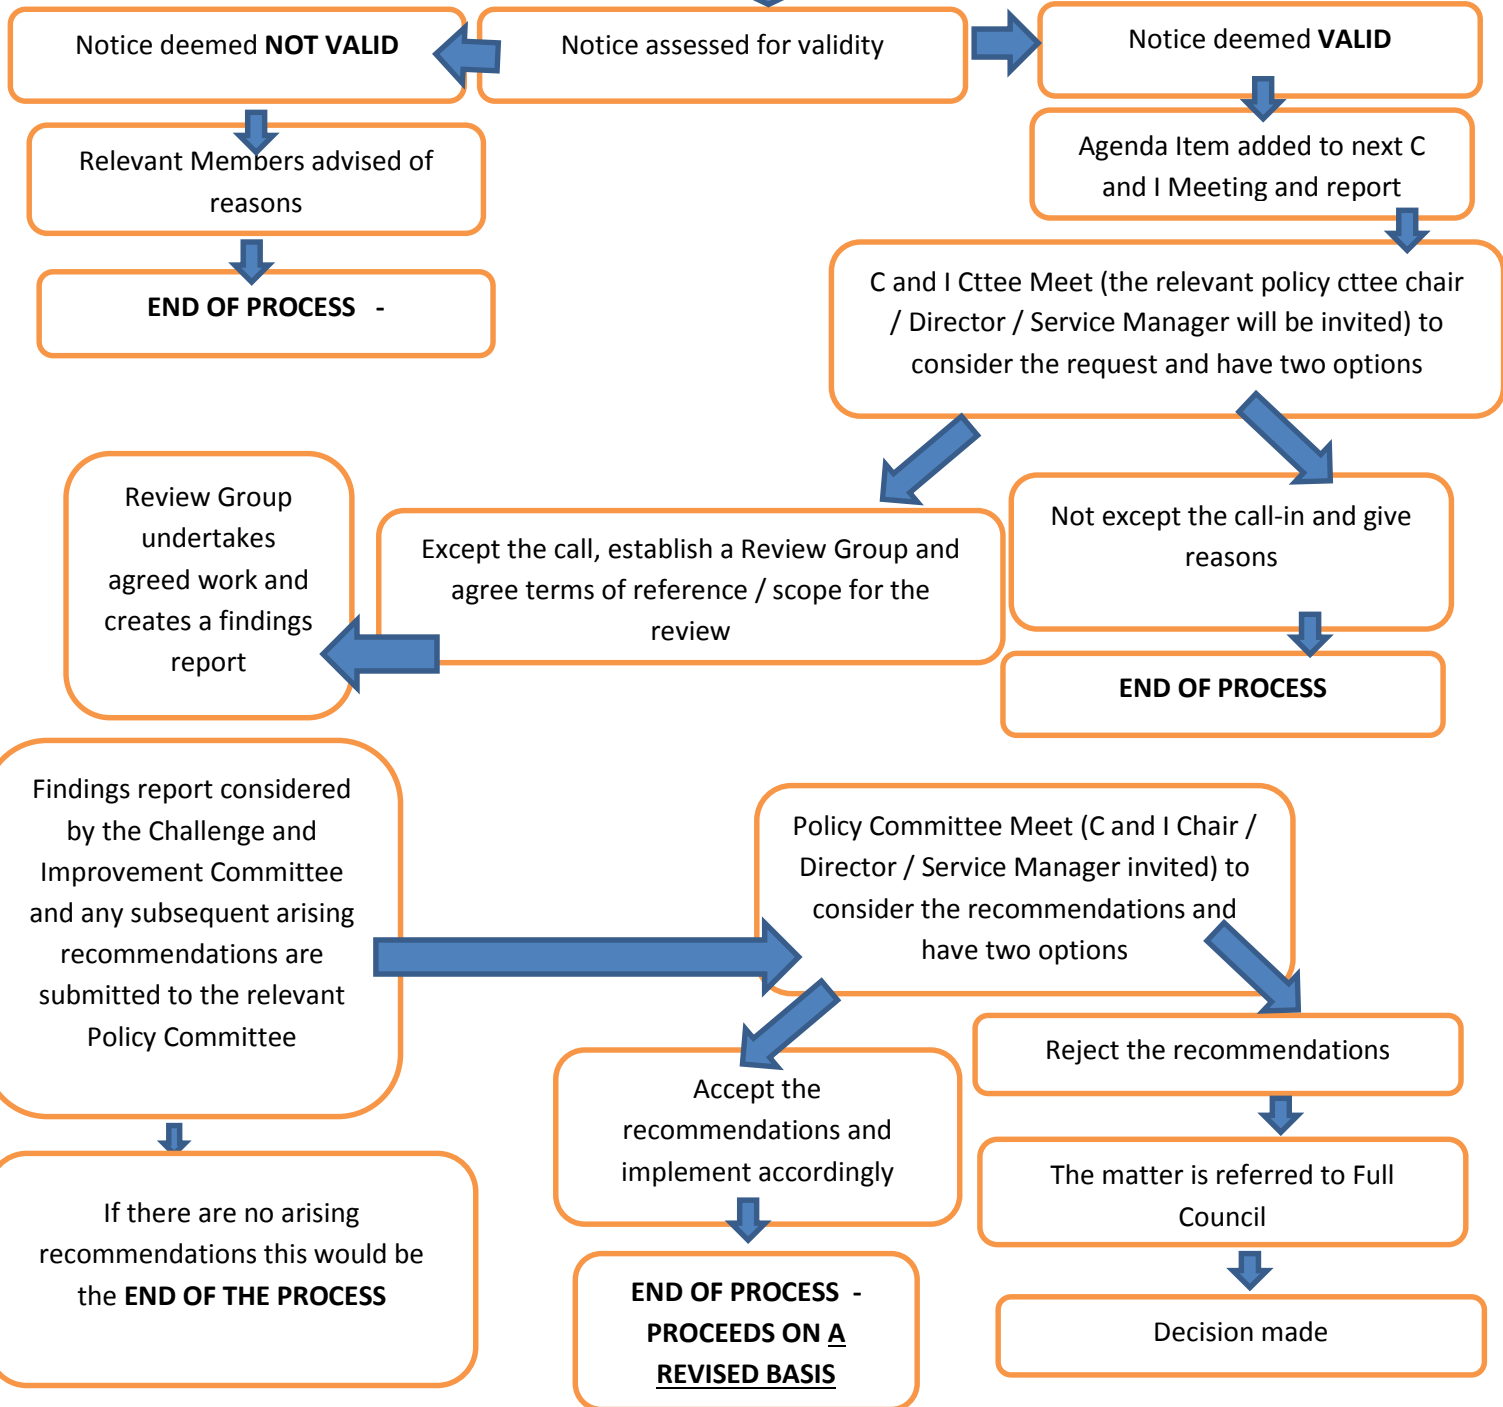 Notice deemed NOT VALID
Notice assessed for validity
Notice deemed VALID
Relevant Members advised of
reasons
Agenda Item added to next C
and I Meeting and report
END OF PROCESS -
C and I Cttee Meet (the relevant policy cttee chair
/ Director / Service Manager will be invited) to
consider the request and have two options
Review Group
undertakes
agreed work and
creates a findings
report
Except the call, establish a Review Group and
agree terms of reference / scope for the
review
Not except the call-in and give
reasons
END OF PROCESS
Findings report considered
by the Challenge and
Improvement Committee
and any subsequent arising
recommendations are
submitted to the relevant
Policy Committee
Policy Committee Meet (C and I Chair /
Director / Service Manager invited) to
consider the recommendations and
have two options
Reject the recommendations
Accept the
recommendations and
implement accordingly
The matter is referred to Full
Council
If there are no arising
recommendations this would be
the END OF THE PROCESS
END OF PROCESS -
PROCEEDS ON A
REVISED BASIS
Decision made